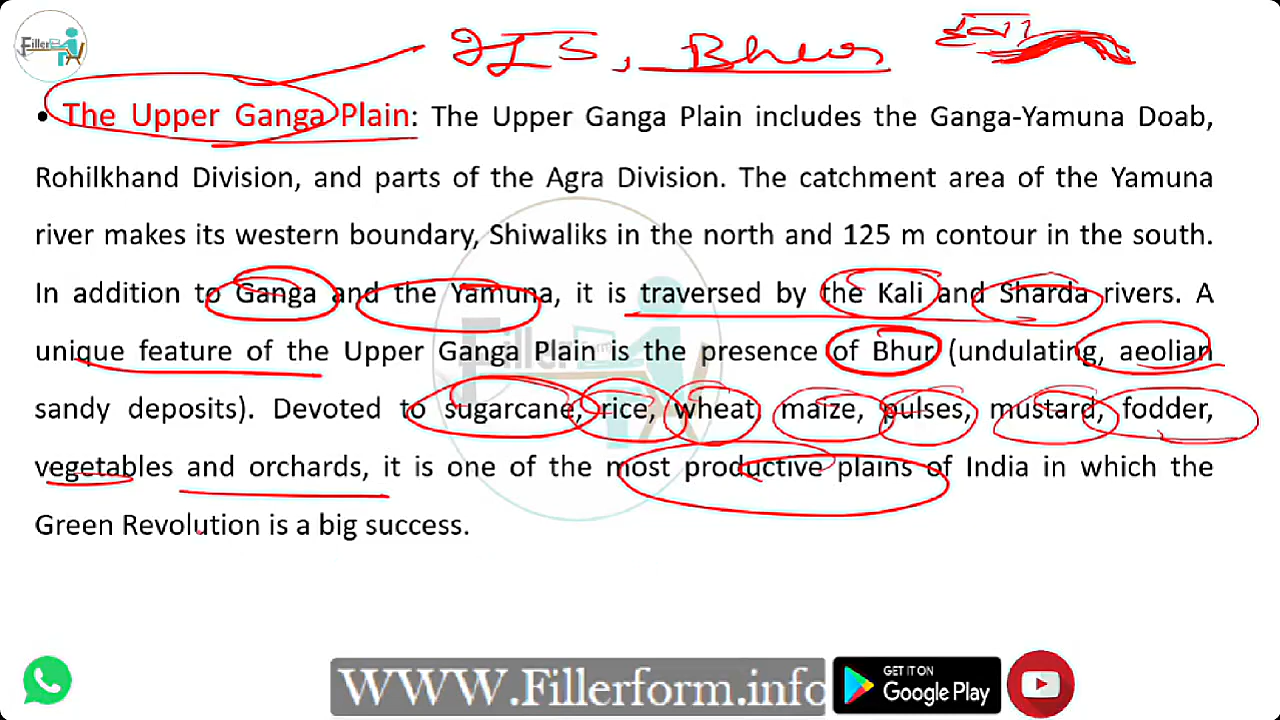 Filler
• The Upper Ganga Plain: The Upper Ganga Plain includes the Ganga-Yamuna Doab,
Rohilkhand Division, and parts of the Agra Division. The catchment area of the Yamuna
river makes its western boundary, Shiwaliks in the north and 125 m contour in the south.
In addition to Ganga and the Yamuna, it is traversed by the Kali and Sharda rivers. A
unique feature of the Upper Ganga Plain is the presence of Bhur (undulating, aeolian
sandy deposits). Devoted to sugarcane, rice, wheat, maize, pulses, mustard, fodder,
vegetables and orchards, it is one of the most productive plains of India in which the
Green Revolution is a big success.
WWW.Fillerform.info
GET IT ON
Google Play